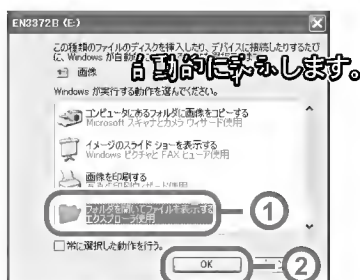 EN3372B (E:)
この種類のファイルのディスクを挿入したり、デバイスに接続したりするたび
に、Windows が自動的に
自動的に表示します。
画像
Windows が実行する動作を選んでください。
コンピュータにあるフォルダに画像をコピーする
Microsoft スキャナとカメラ ウィザード使用
イメージのスライド ショーを表示する
Windows ピクチャと FAX ビューア使用
画像を印刷する
フォルダを開いてファイルを表示する
エクスプローラ使用
①
常に選択した動作を行う。
OK
②